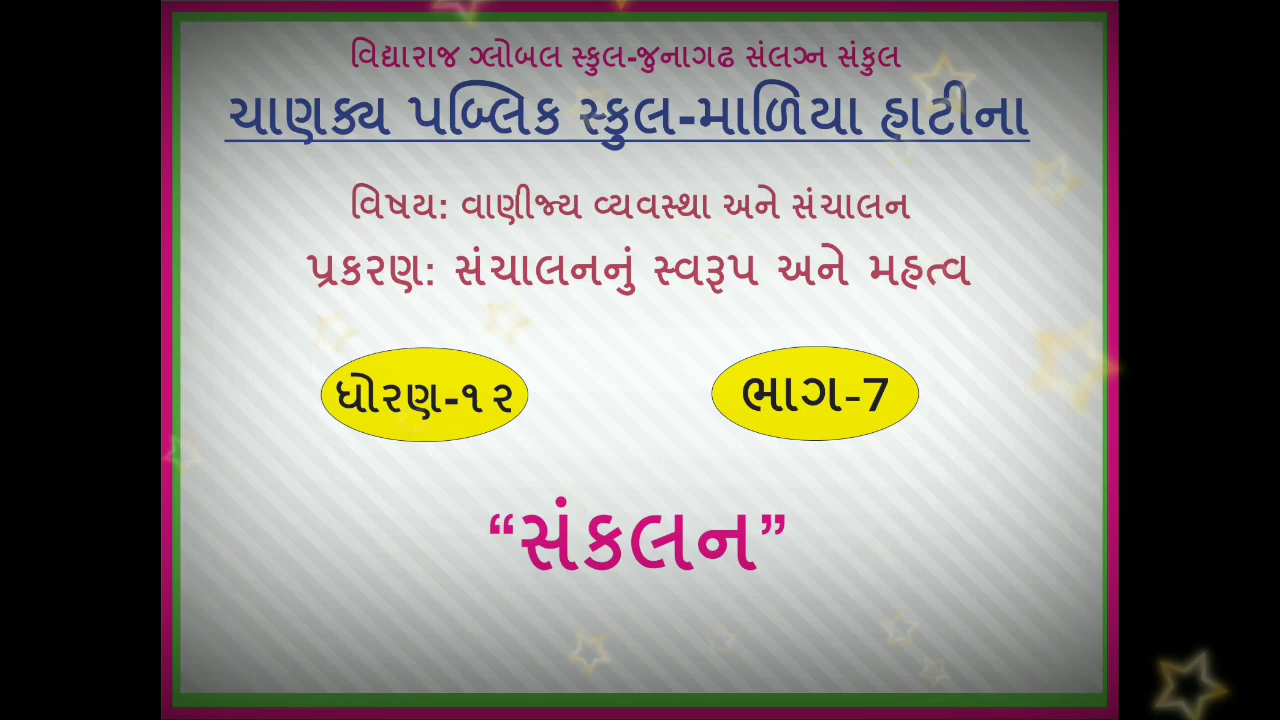 વિદ્યારાજ ગ્લોબલ સ્કુલ-જુનાગઢ સંલગ્ન સંકુલ
ચાણક્ય પબ્લિક સ્કુલ-માળિયા હાટીના
વિષય: વાણીજ્ય વ્યવસ્થા અને સંચાલન
પ્રકરણ: સંચાલનનું સ્વરૂપ અને મહત્વ
ધોરણ-૧૨ ભાગ-7
“સંકલન”